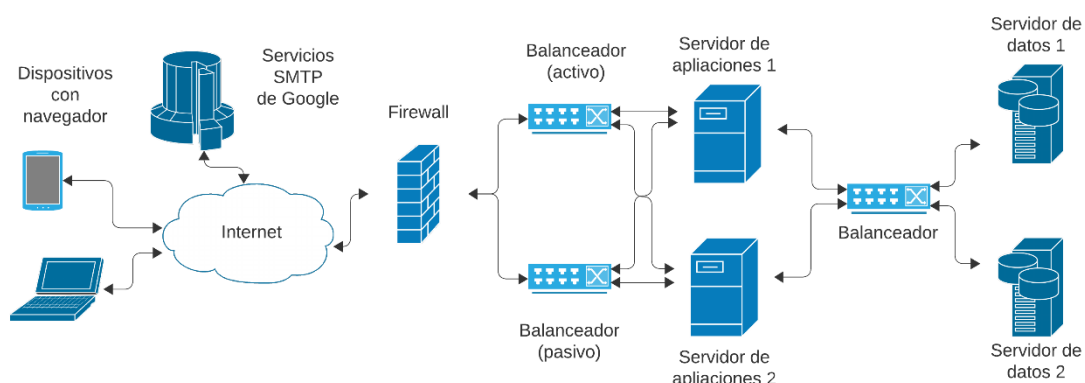 Dispositivos
con
navegador
Servicios
SMTP
de Google
Internet
Firewall
Balanceador
(activo)
Balanceador
(pasivo)
Servidor de
apliaciones 1
Servidor de
apliaciones 2
Balanceador
Servidor de
datos 1
Servidor de
datos 2